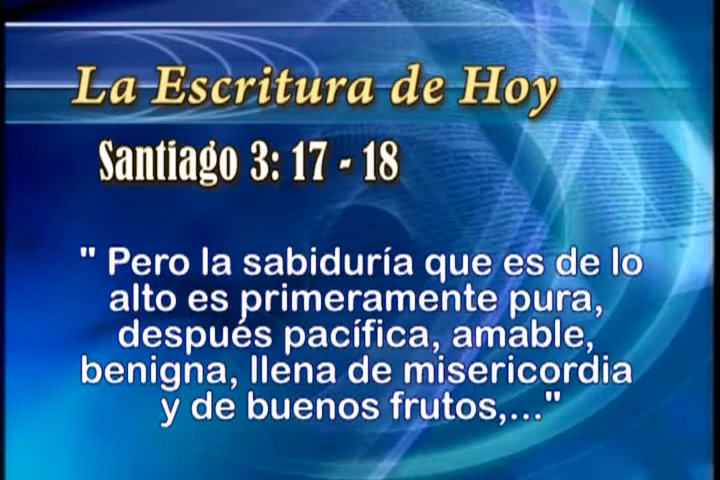 La Escritura de Hoy
Santiago 3: 17 - 18
" Pero la sabiduría que es de lo
alto es primeramente pura,
después pacífica, amable,
benigna, llena de misericordia
y de buenos frutos,..."